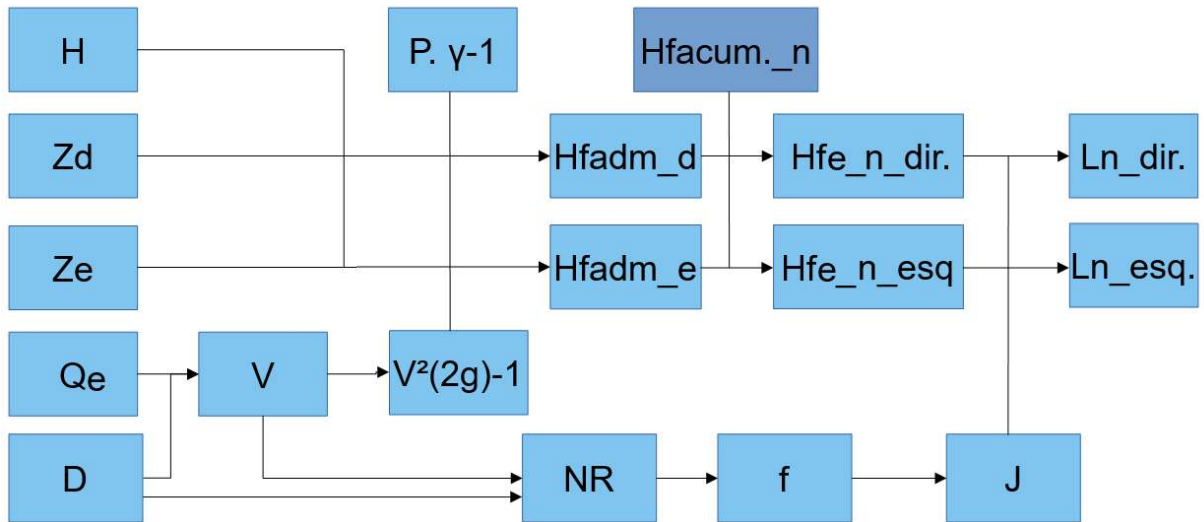 H
P. γ-1
Hfacum._n
Zd
Hfadm_d
Hfe_n_dir.
Ln_dir.
Ze
Hfadm_e
Hfe_n_esq
Ln_esq.
Qe
V
V²(2g)-1
D
NR
f
J